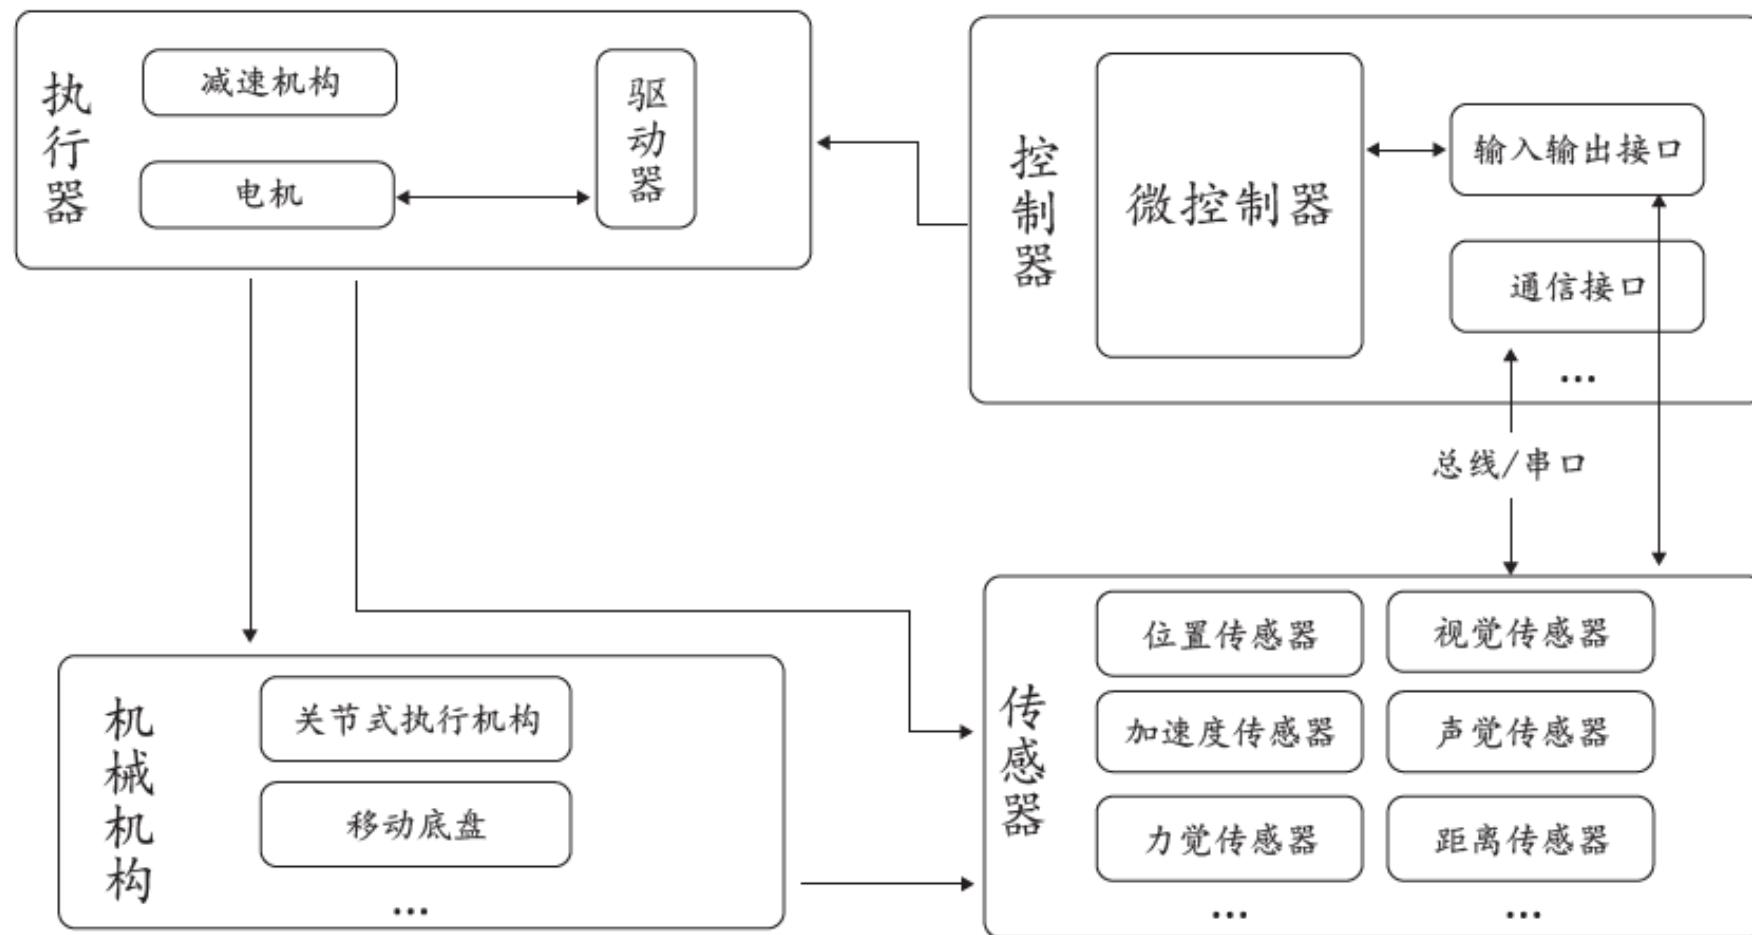 执行器
减速机构
电机
驱动器
控制器
微控制器
输入输出接口
通信接口
...
总线/串口
机械机构
关节式执行机构
移动底盘
...
传感器
位置传感器
视觉传感器
加速度传感器
声觉传感器
力觉传感器
距离传感器
...
...